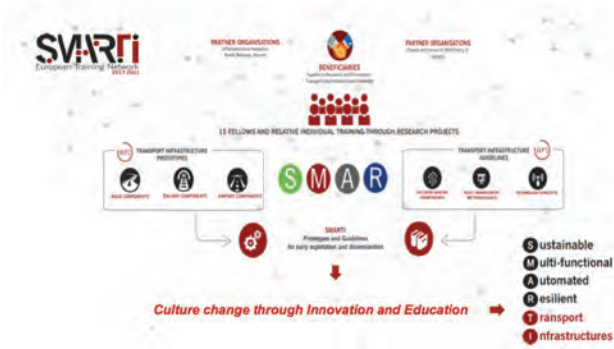 SMARTi
European Training Network
2017-2021
PARTNER ORGANISATIONS
PARTNER ORGANISATIONS
BENEFICIARIES
15 FELLOWS AND RELATIVE INDIVIDUAL TRAINING THROUGH RESEARCH PROJECTS
WP2
TRANSPORT INFRASTRUCTURE
PROTOTYPES
ROAD COMPONENTS
RAILWAY COMPONENTS
AIRPORT COMPONENTS
S M A R
TRANSPORT INFRASTRUCTURE
GUIDELINES
SMARTI
Prototypes and Guidelines
for early exploitation and dissemination
Culture change through Innovation and Education
Sustainable
Multi-functional
Automated
Resilient
Transport
Infrastructures